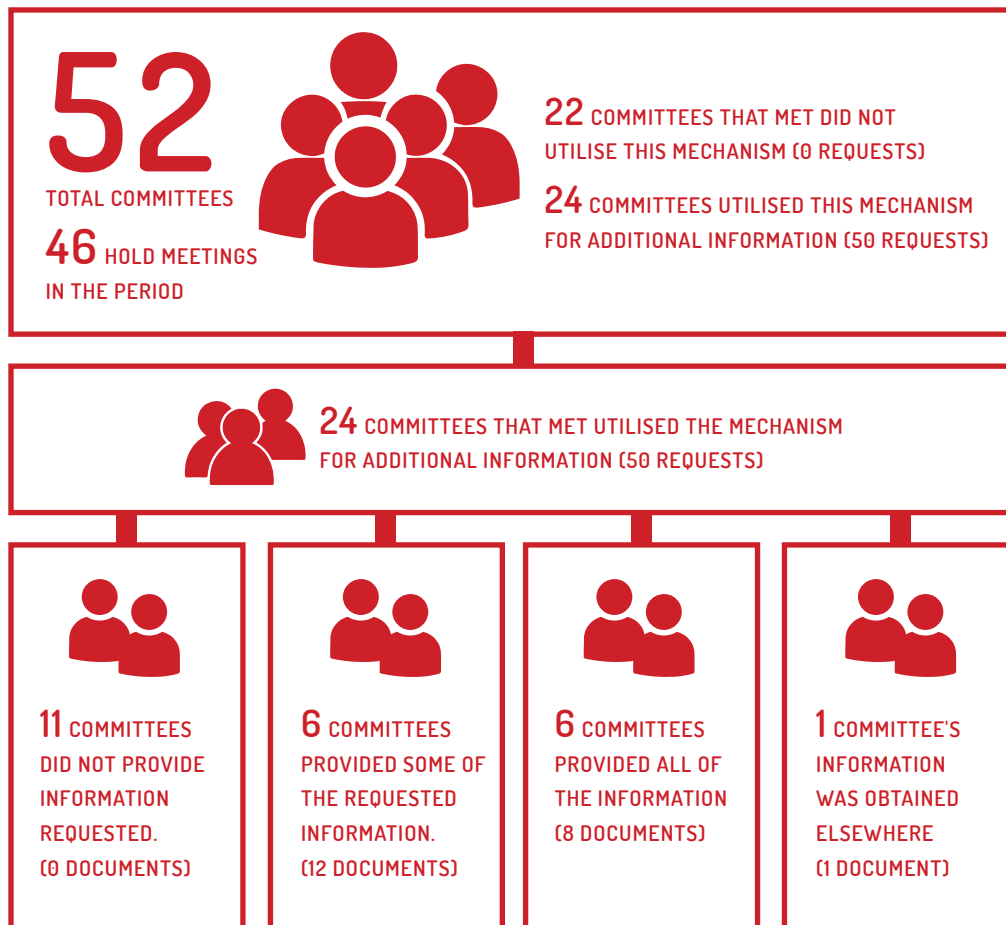 52
TOTAL COMMITTEES
46 HOLD MEETINGS
IN THE PERIOD
22 COMMITTEES THAT MET DID NOT
UTILISE THIS MECHANISM (0 REQUESTS)
24 COMMITTEES UTILISED THIS MECHANISM
FOR ADDITIONAL INFORMATION (50 REQUESTS)
24 COMMITTEES THAT MET UTILISED THE MECHANISM
FOR ADDITIONAL INFORMATION (50 REQUESTS)
11 COMMITTEES
DID NOT PROVIDE
INFORMATION
REQUESTED.
(0 DOCUMENTS)
6 COMMITTEES
PROVIDED SOME OF
THE REQUESTED
INFORMATION.
(12 DOCUMENTS)
6 COMMITTEES
PROVIDED ALL OF
THE INFORMATION
(8 DOCUMENTS)
1 COMMITTEE'S
INFORMATION
WAS OBTAINED
ELSEWHERE
(1 DOCUMENT)